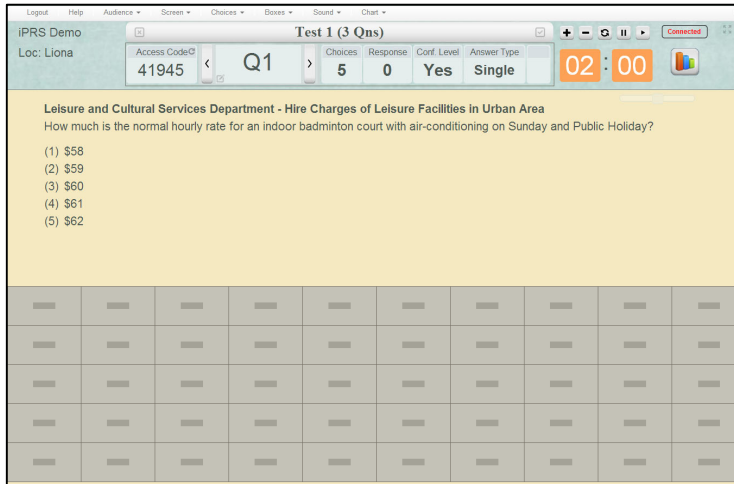 Logout Help Audience Screen Choices Boxes Sound Chart
iPRS Demo
Test 1 (3 Qns)
Connected
Loc: Liona
Access Code
41945
Q1
Choices Response Conf. Level Answer Type
5 0 Yes Single
02 : 00
Leisure and Cultural Services Department - Hire Charges of Leisure Facilities in Urban Area
How much is the normal hourly rate for an indoor badminton court with air-conditioning on Sunday and Public Holiday?
(1) $58
(2) $59
(3) $60
(4) $61
(5) $62